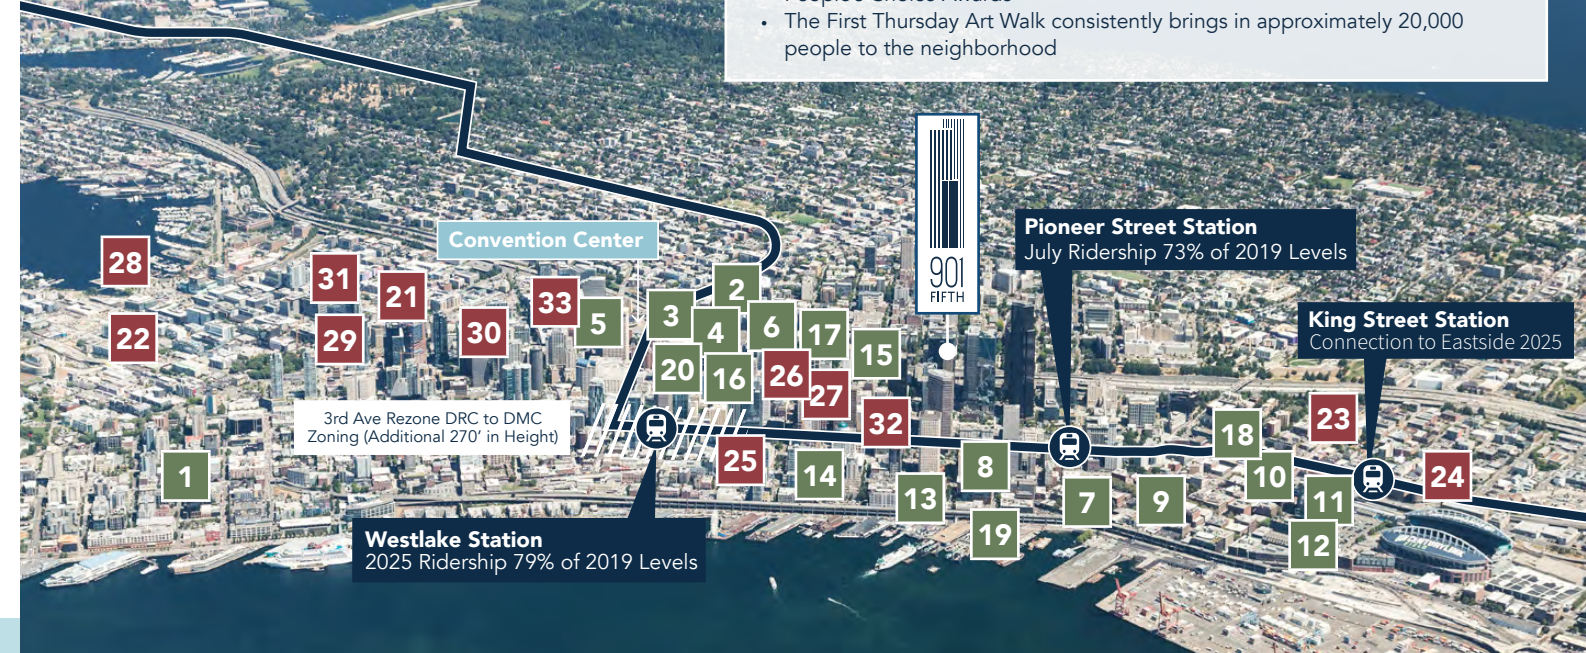 People's Choice Awards
• The First Thursday Art Walk consistently brings in approximately 20,000
people to the neighborhood
901
FIFTH
Pioneer Street Station
July Ridership 73% of 2019 Levels
Convention Center
King Street Station
Connection to Eastside 2025
28
31
21
33
2
3
5
4
6
17
22
29
30
15
20
16
26
27
3rd Ave Rezone DRC to DMC
Zoning (Additional 270' in Height)
32
23
18
1
25
14
8
10
24
13
7
9
11
19
12
Westlake Station
2025 Ridership 79% of 2019 Levels